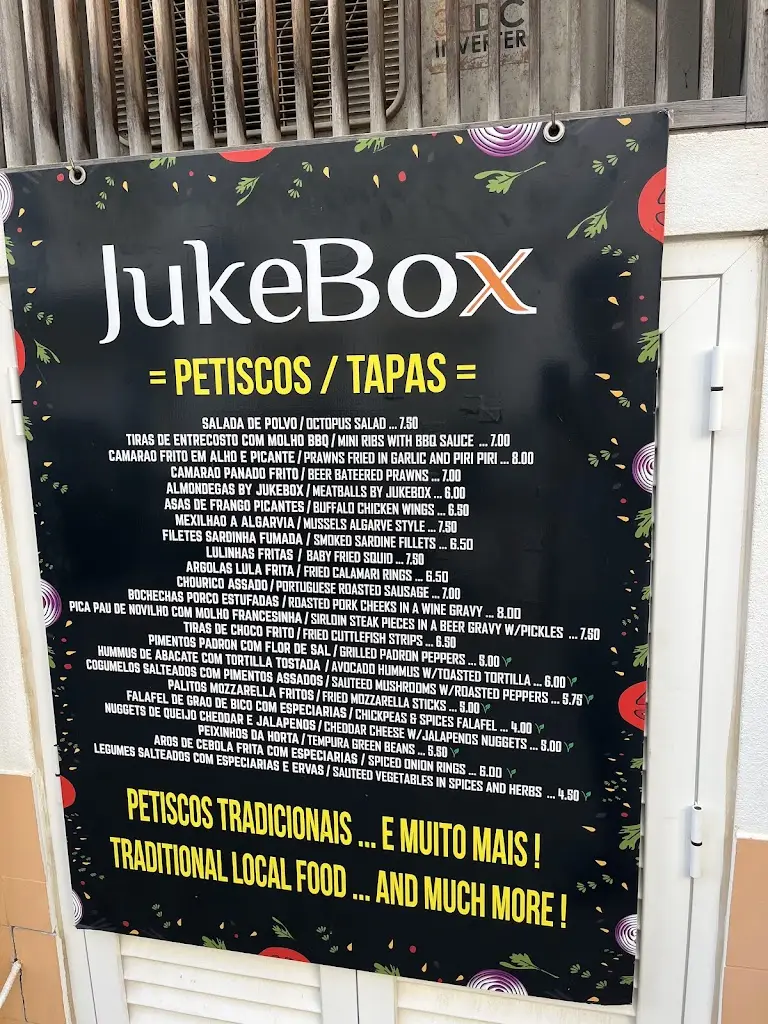 DC
INVERTER
JukeBox
= PETISCOS / TAPAS =
SALADA DE POLVO / OCTOPUS SALAD ... 7.50
TIRAS DE ENTRECOSTO COM MOLHO BBQ / MINI RIBS WITH BBQ SAUCE ... 7.00
CAMARAO FRITO EM ALHO E PICANTE / PRAWNS FRIED IN GARLIC AND PIRI PIRI ... 8.00
CAMARAO PANADO FRITO / BEER BATEERED PRAWNS ... 7.00
ALMONDEGAS BY JUKEBOX / MEATBALLS BY JUKEBOX ... 6.00
ASAS DE FRANGO PICANTES / BUFFALO CHICKEN WINGS ... 6.50
MEXILHAO A ALGARVIA / MUSSELS ALGARVE STYLE ... 7.50
FILETES SARDINHA FUMADA / SMOKED SARDINE FILLETS ... 6.50
LULINHAS FRITAS / BABY FRIED SQUID ... 7.50
ARGOLAS LULA FRITA / FRIED CALAMARI RINGS ... 6.50
CHOURICO ASSADO / PORTUGUESE ROASTED SAUSAGE ... 7.00
BOCHECHAS PORCO ESTUFADAS / ROASTED PORK CHEEKS IN A WINE GRAVY ... 8.00
PICA PAU DE NOVILHO COM MOLHO FRANCESINHA / SIRLOIN STEAK PIECES IN A BEER GRAVY W/PICKLES ... 7.50
TIRAS DE CHOCO FRITO / FRIED CUTTLEFISH STRIPS ... 6.50
PIMENTOS PADRON COM FLOR DE SAL / GRILLED PADRON PEPPERS ... 5.00
HUMMUS DE ABACATE COM TORTILLA TOSTADA / AVOCADO HUMMUS W/TOASTED TORTILLA ... 6.00
COGUMELOS SALTEADOS COM PIMENTOS ASSADOS / SAUTEED MUSHROOMS W/ROASTED PEPPERS ... 5.75
PALITOS MOZZARELLA FRITOS / FRIED MOZZARELLA STICKS ... 5.00
FALAFEL DE GRAO DE BICO COM ESPECIARIAS / CHICKPEAS & SPICES FALAFEL ... 4.00
NUGGETS DE QUEIJO CHEDDAR E JALAPENOS / CHEDDAR CHEESE W/JALAPENOS NUGGETS ... 5.00
PEIXINHOS DA HORTA / TEMPURA GREEN BEANS ... 5.50
AROS DE CEBOLA FRITA COM ESPECIARIAS / SPICED ONION RINGS ... 6.00
LEGUMES SALTEADOS COM ESPECIARIAS E ERVAS / SAUTEED VEGETABLES IN SPICES AND HERBS ... 4.50
PETISCOS TRADICIONAIS ... E MUITO MAIS !
TRADITIONAL LOCAL FOOD ... AND MUCH MORE !